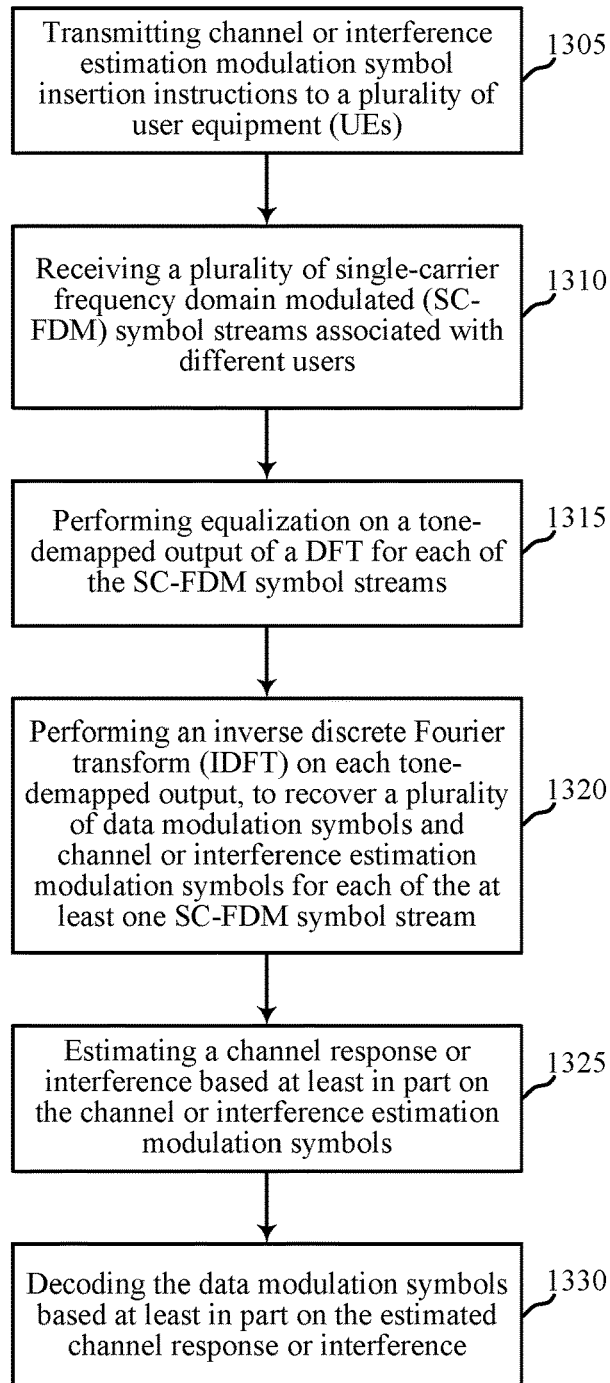 Transmitting channel or interference
estimation modulation symbol
insertion instructions to a plurality of
user equipment (UEs)
1305
Receiving a plurality of single-carrier
frequency domain modulated (SC-
FDM) symbol streams associated with
different users
1310
Performing equalization on a tone-
demapped output of a DFT for each of
the SC-FDM symbol streams
1315
Performing an inverse discrete Fourier
transform (IDFT) on each tone-
demapped output, to recover a plurality
of data modulation symbols and
channel or interference estimation
modulation symbols for each of the at
least one SC-FDM symbol stream
1320
Estimating a channel response or
interference based at least in part on
the channel or interference estimation
modulation symbols
1325
Decoding the data modulation symbols
based at least in part on the estimated
channel response or interference
1330